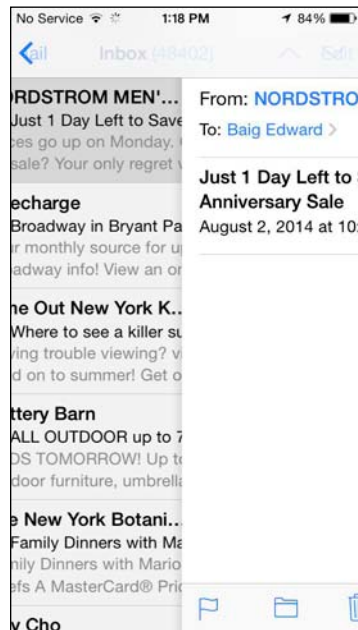 No Service 1:18 PM 84%
ail Inbox (48402) Edit
ORDSTROM MEN'...
Just 1 Day Left to Save
ces go up on Monday.
sale? Your only regret
echarge
Broadway in Bryant Pa
r monthly source for u
adway info! View an or
me Out New York K...
Where to see a killer su
ving trouble viewing? v
d on to summer! Get o
ttery Barn
ALL OUTDOOR up to 7
DS TOMORROW! Up to
door furniture, umbrella
e New York Botani...
Family Dinners with Ma
mily Dinners with Mario
efs A MasterCard® Pric
y Cho
From: NORDSTRO
To: Baig Edward >
Just 1 Day Left to
Anniversary Sale
August 2, 2014 at 10: